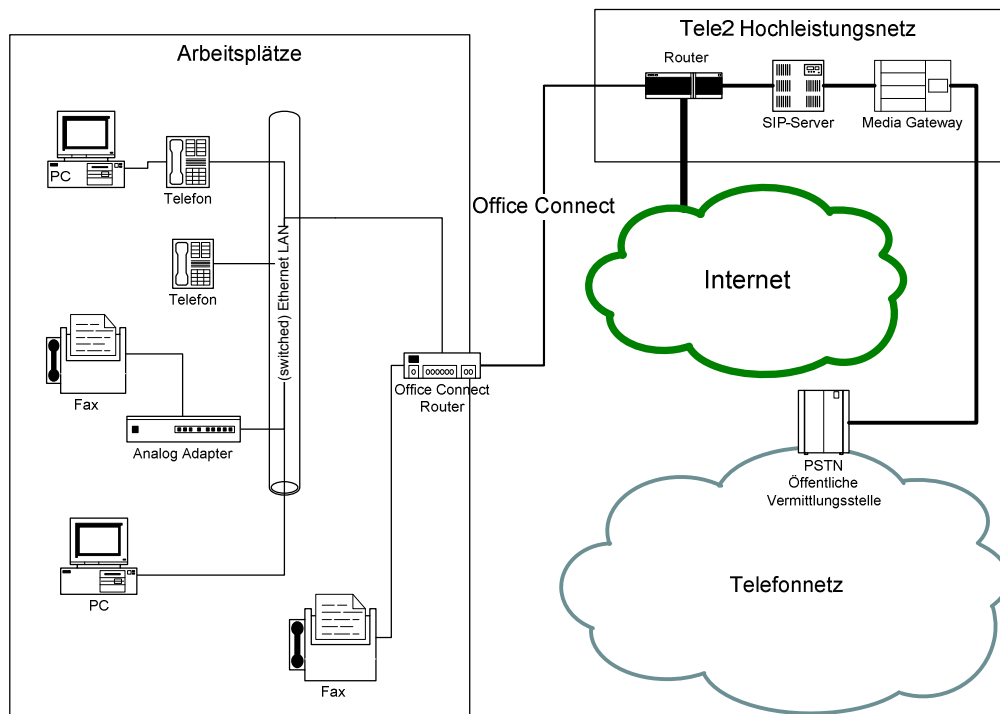 Arbeitsplätze
PC
Telefon
Telefon
Fax
Analog Adapter
PC
Fax
(switched) Ethernet LAN
Office Connect
Router
Office Connect
Tele2 Hochleistungsnetz
Router
SIP-Server
Media Gateway
Internet
PSTN
Öffentliche
Vermittlungsstelle
Telefonnetz